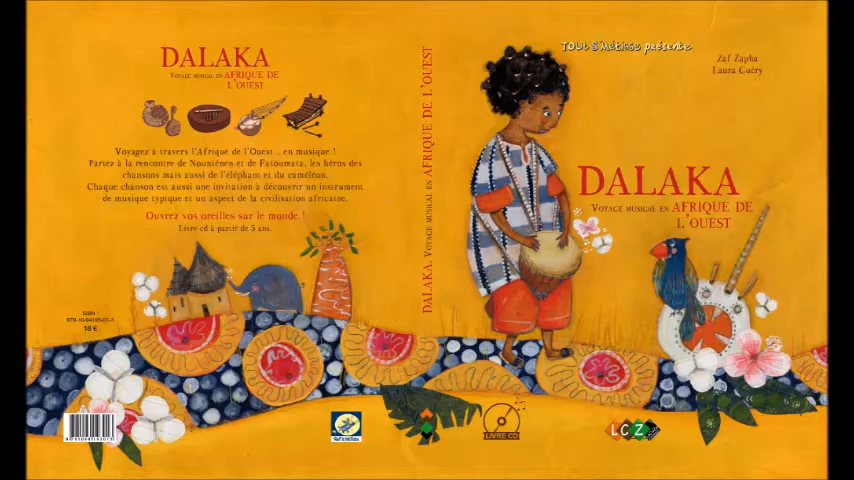 DALAKA
VOYAGE MUSICAL EN AFRIQUE DE
L'OUEST
Voyagez à travers l'Afrique de l'Ouest... en musique !
Partez à la rencontre de Nountènen et de Fatoumata, les héros des
chansons mais aussi de l'éléphant et du caméléon.
Chaque chanson est aussi une invitation à découvrir un instrument
de musique typique et un aspect de la civilisation africaine.
Ouvrez vos oreilles sur le monde !
Livre-cd à partir de 5 ans.
ISBN :
18 €
DALAKA. VOYAGE MUSICAL EN AFRIQUE DE L'OUEST
TOUT S'MéTiSSE présente
Zaf Zapha
Laura Guéry
DALAKA
VOYAGE MUSICAL EN AFRIQUE DE
L'OUEST
LIVRE CD
LCZ